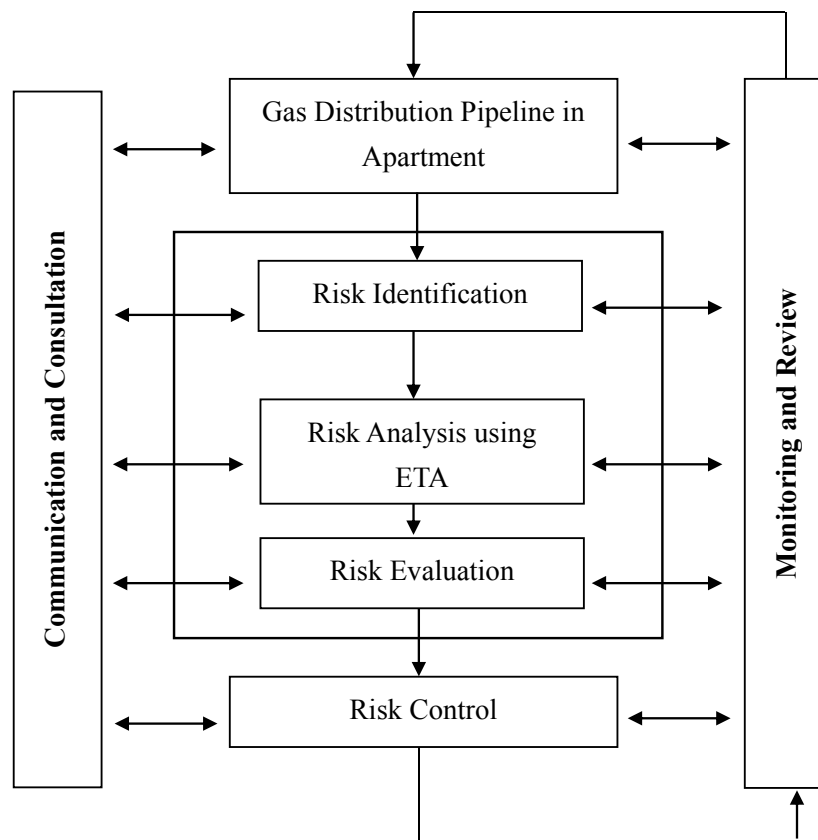 Gas Distribution Pipeline in
Apartment
Communication and Consultation
Risk Identification
Risk Analysis using
ETA
Risk Evaluation
Risk Control
Monitoring and Review